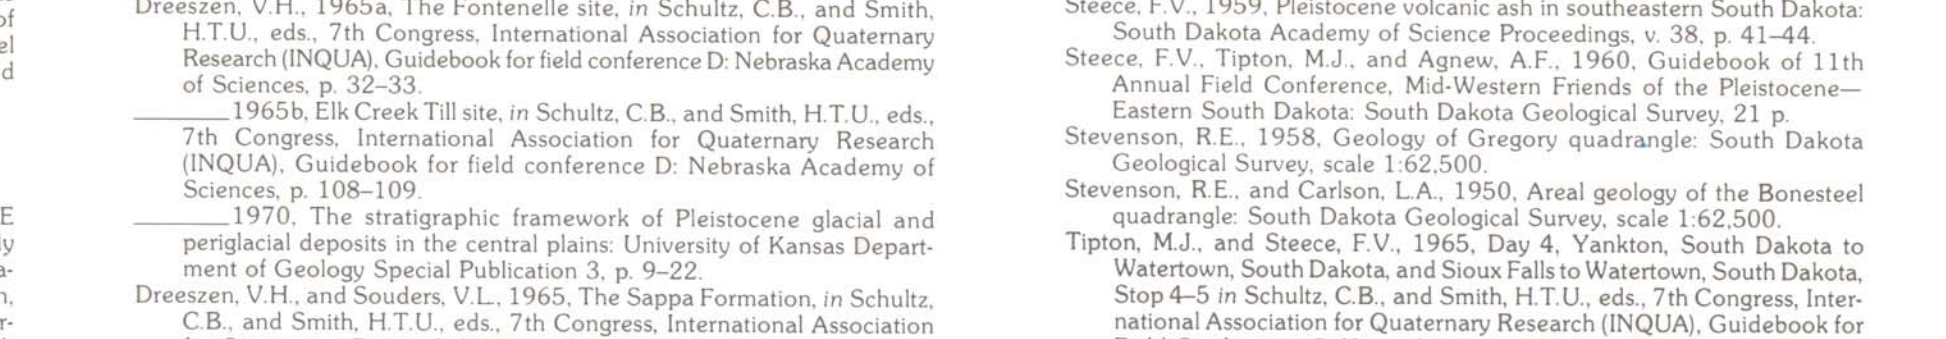 of
el
d
E
ly
a-
n,
r-
Dreeszen, V.H., 1965a, The Fontenelle site, in Schultz, C.B., and Smith,
H.T.U., eds., 7th Congress, International Association for Quaternary
Research (INQUA), Guidebook for field conference D: Nebraska Academy
of Sciences, p. 32–33.
________1965b, Elk Creek Till site, in Schultz, C.B., and Smith, H.T.U., eds.,
7th Congress, International Association for Quaternary Research
(INQUA), Guidebook for field conference D: Nebraska Academy of
Sciences, p. 108–109.
________1970, The stratigraphic framework of Pleistocene glacial and
periglacial deposits in the central plains: University of Kansas Depart-
ment of Geology Special Publication 3, p. 9–22.
Dreeszen, V.H., and Souders, V.L., 1965, The Sappa Formation, in Schultz,
C.B., and Smith, H.T.U., eds., 7th Congress, International Association
Steece, F.V., 1959, Pleistocene volcanic ash in southeastern South Dakota:
South Dakota Academy of Science Proceedings, v. 38, p. 41–44.
Steece, F.V., Tipton, M.J., and Agnew, A.F., 1960, Guidebook of 11th
Annual Field Conference, Mid-Western Friends of the Pleistocene—
Eastern South Dakota: South Dakota Geological Survey, 21 p.
Stevenson, R.E., 1958, Geology of Gregory quadrangle: South Dakota
Geological Survey, scale 1:62,500.
Stevenson, R.E., and Carlson, L.A., 1950, Areal geology of the Bonesteel
quadrangle: South Dakota Geological Survey, scale 1:62,500.
Tipton, M.J., and Steece, F.V., 1965, Day 4, Yankton, South Dakota to
Watertown, South Dakota, and Sioux Falls to Watertown, South Dakota,
Stop 4–5 in Schultz, C.B., and Smith, H.T.U., eds., 7th Congress, Inter-
national Association for Quaternary Research (INQUA), Guidebook for